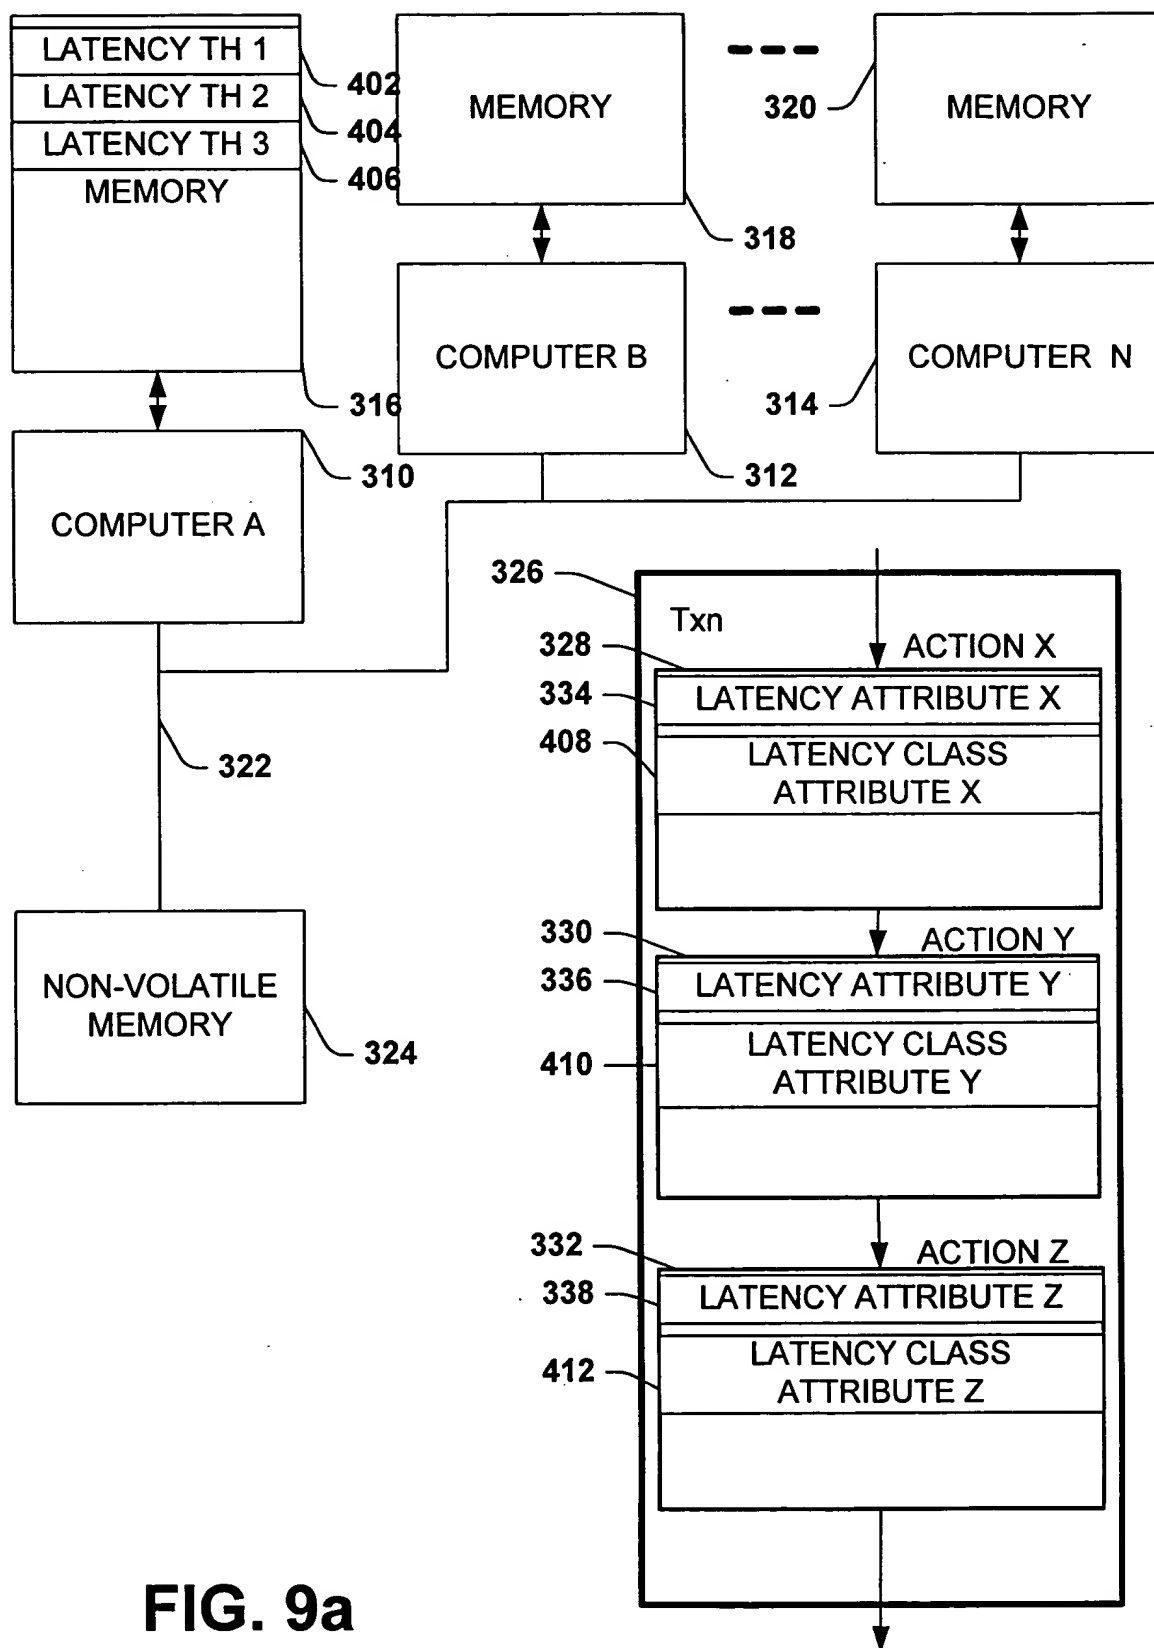 LATENCY TH 1
402
LATENCY TH 2
404
LATENCY TH 3
406
MEMORY
316
MEMORY
318
320
MEMORY
COMPUTER A
310
COMPUTER B
312
314
COMPUTER N
322
NON-VOLATILE
MEMORY
324
326
Txn
ACTION X
328
334
LATENCY ATTRIBUTE X
408
LATENCY CLASS
ATTRIBUTE X
ACTION Y
330
336
LATENCY ATTRIBUTE Y
410
LATENCY CLASS
ATTRIBUTE Y
ACTION Z
332
338
LATENCY ATTRIBUTE Z
412
LATENCY CLASS
ATTRIBUTE Z
FIG. 9a